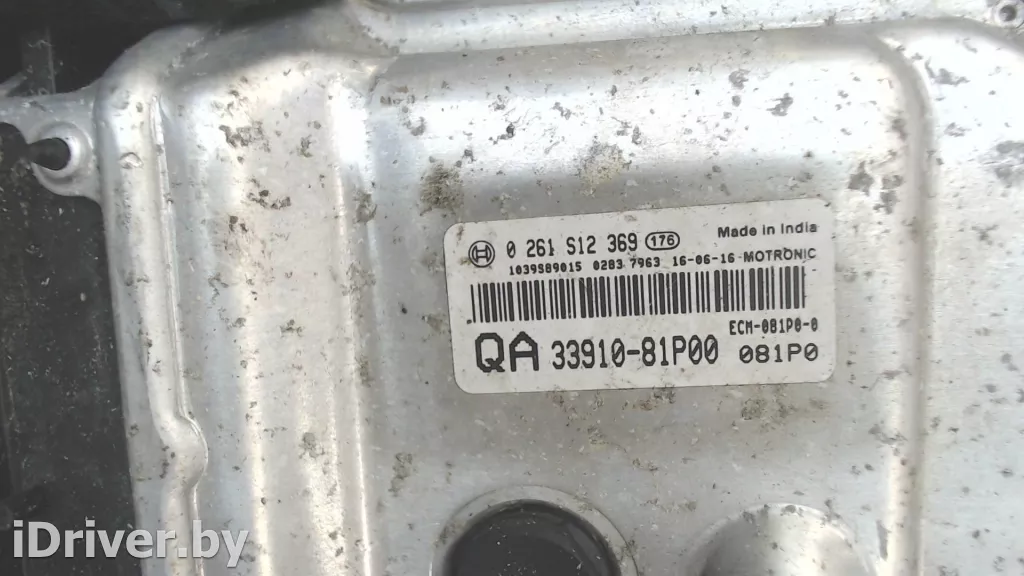 0 261 S12 369 176 Made in India
1039S89015 0283 7963 16-06-16 MOTRONIC
ECM-081P0-0
QA 33910-81P00 081P0
iDriver.by